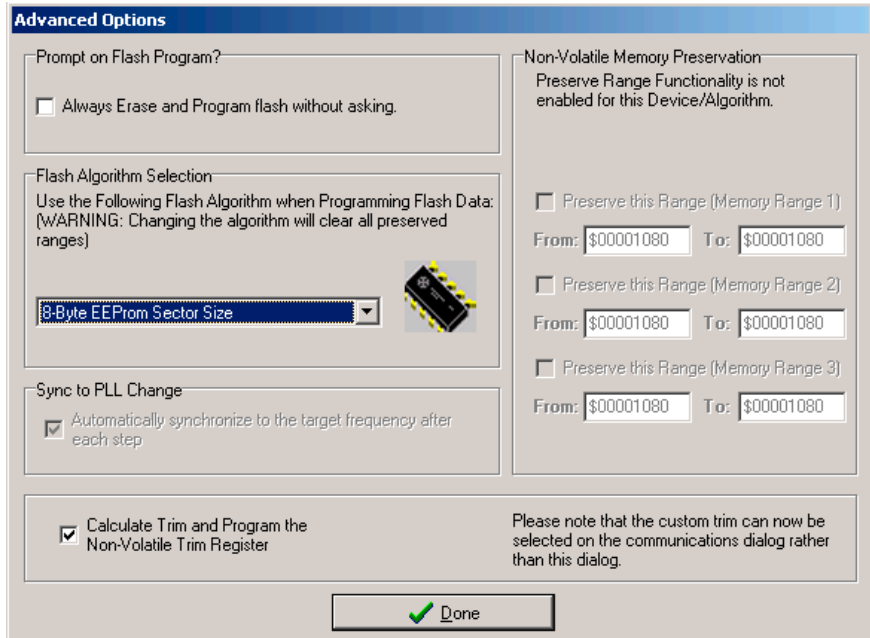 Advanced Options
Prompt on Flash Program?
Always Erase and Program flash without asking.
Flash Algorithm Selection
Use the Following Flash Algorithm when Programming Flash Data:
(WARNING: Changing the algorithm will clear all preserved
ranges)
8-Byte EEProm Sector Size
Sync to PLL Change
Automatically synchronize to the target frequency after
each step
Non-Volatile Memory Preservation
Preserve Range Functionality is not
enabled for this Device/Algorithm.
Preserve this Range (Memory Range 1)
From: $00001080 To: $00001080
Preserve this Range (Memory Range 2)
From: $00001080 To: $00001080
Preserve this Range (Memory Range 3)
From: $00001080 To: $00001080
Calculate Trim and Program the
Non-Volatile Trim Register
Please note that the custom trim can now be
selected on the communications dialog rather
than this dialog.
Done